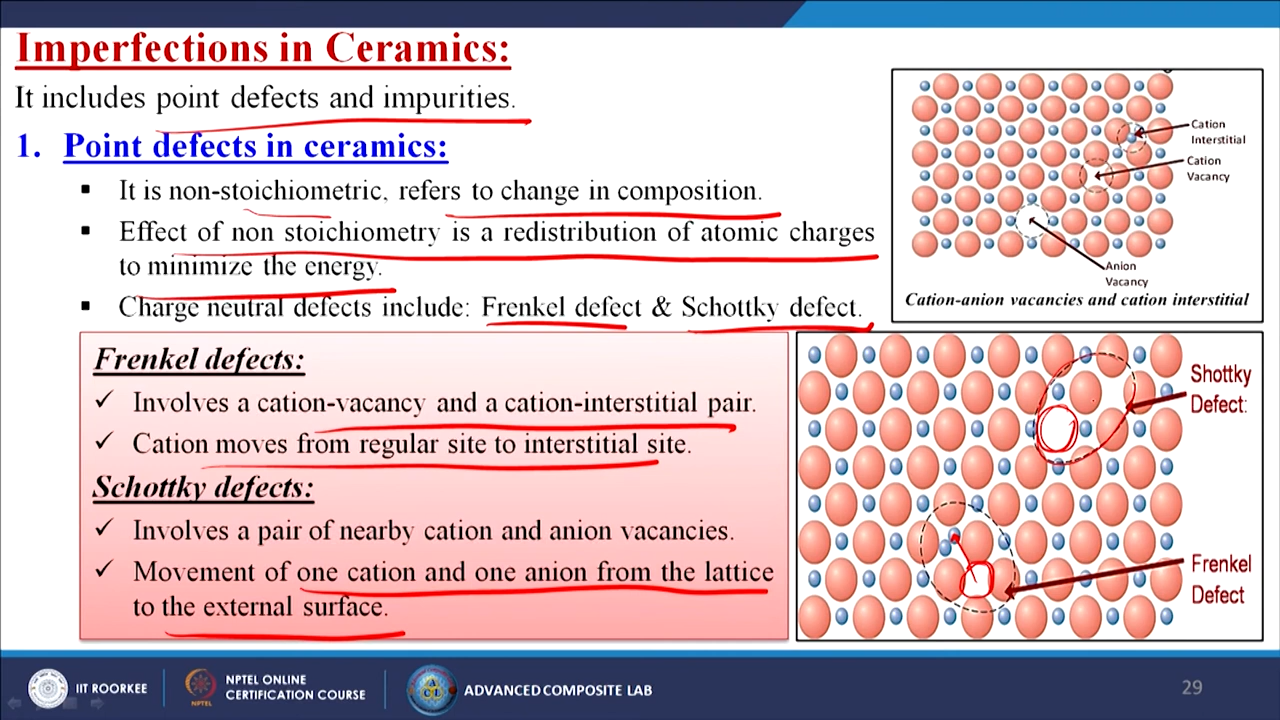 Imperfections in Ceramics:
It includes point defects and impurities.
1. Point defects in ceramics:
▪ It is non-stoichiometric, refers to change in composition.
▪ Effect of non stoichiometry is a redistribution of atomic charges
to minimize the energy.
▪ Charge neutral defects include: Frenkel defect & Schottky defect.
Frenkel defects:
✓ Involves a cation-vacancy and a cation-interstitial pair.
✓ Cation moves from regular site to interstitial site.
Schottky defects:
✓ Involves a pair of nearby cation and anion vacancies.
✓ Movement of one cation and one anion from the lattice
to the external surface.
Cation
Interstitial
Cation
Vacancy
Anion
Vacancy
Cation-anion vacancies and cation interstitial
Shottky
Defect:
Frenkel
Defect
IIT ROORKEE
NPTEL
NPTEL ONLINE
CERTIFICATION COURSE
ACL
ADVANCED COMPOSITE LAB
29